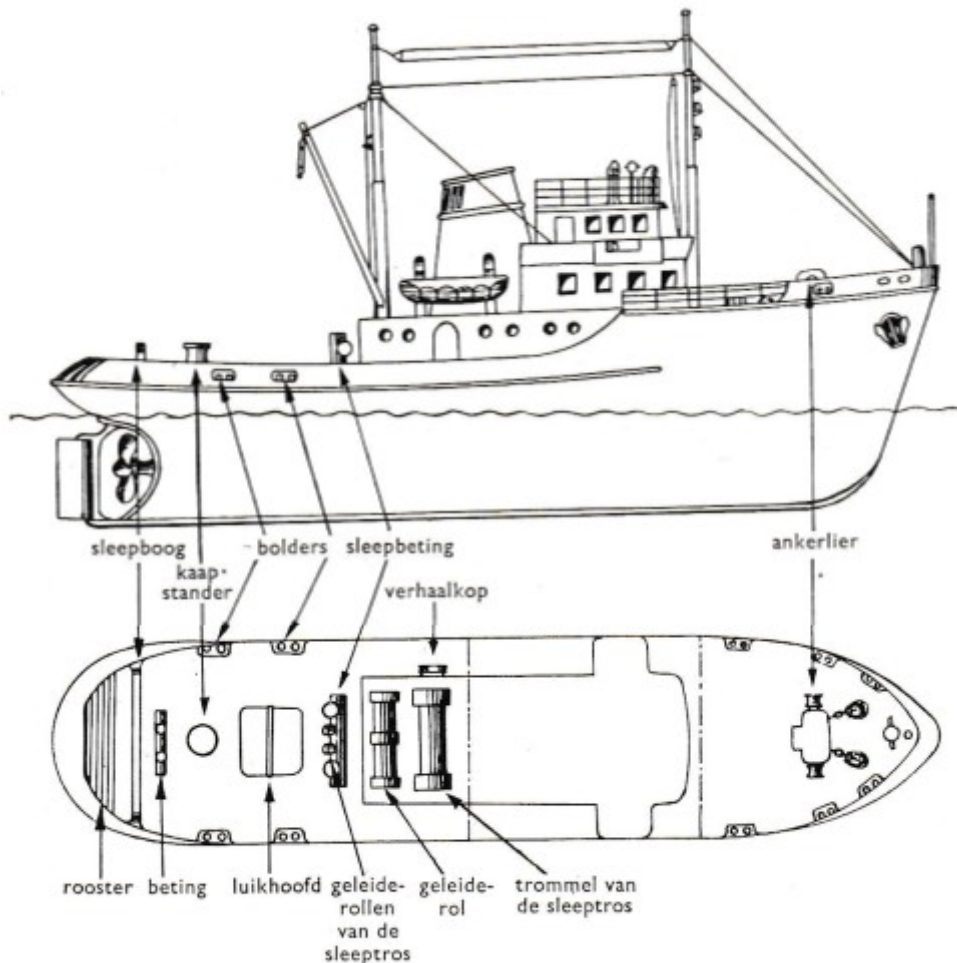 sleepboog
bolders
sleepbeting
ankerlier
kaap-
stander
verhaalkop
rooster
beting
luikhoofd
geleide-
rollen
van de
sleeptros
geleide-
rol
trommel van
de sleeptros